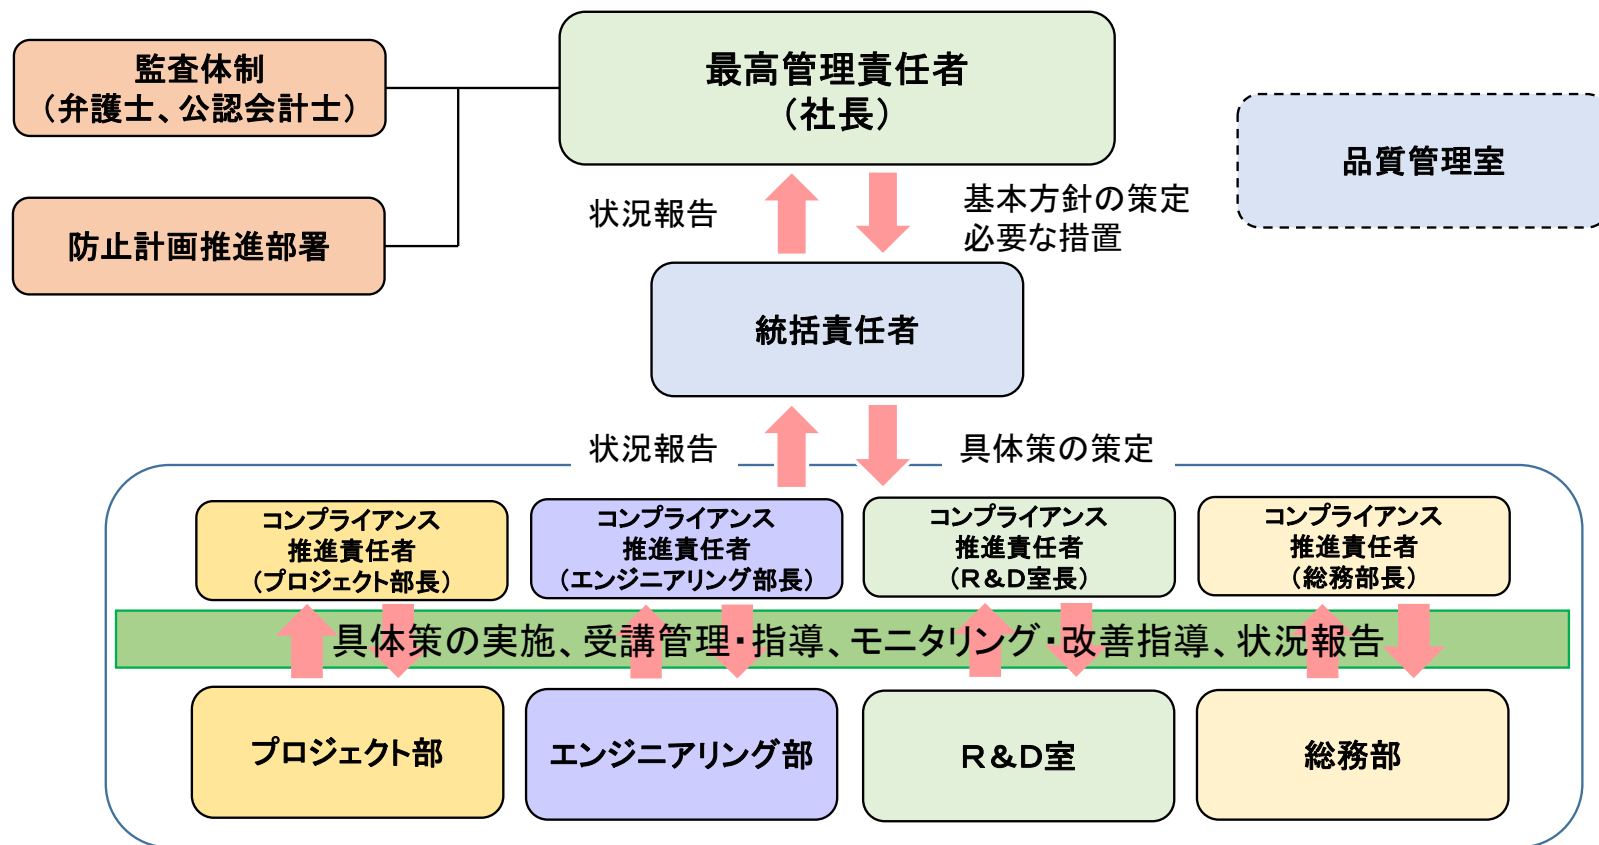 監査体制
（弁護士、公認会計士）
最高管理責任者
（社長）
品質管理室
防止計画推進部署
状況報告
基本方針の策定
必要な措置
統括責任者
状況報告
具体策の策定
コンプライアンス
推進責任者
（プロジェクト部長）
コンプライアンス
推進責任者
（エンジニアリング部長）
コンプライアンス
推進責任者
（Ｒ＆Ｄ室長）
コンプライアンス
推進責任者
（総務部長）
具体策の実施、受講管理・指導、モニタリング・改善指導、状況報告
プロジェクト部
エンジニアリング部
Ｒ＆Ｄ室
総務部